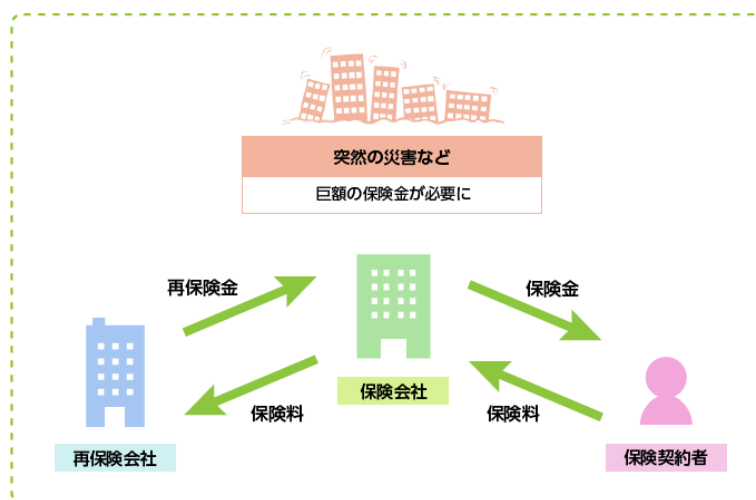 突然の災害など
巨額の保険金が必要に
再保険金
保険金
保険会社
保険料
保険料
再保険会社
保険契約者